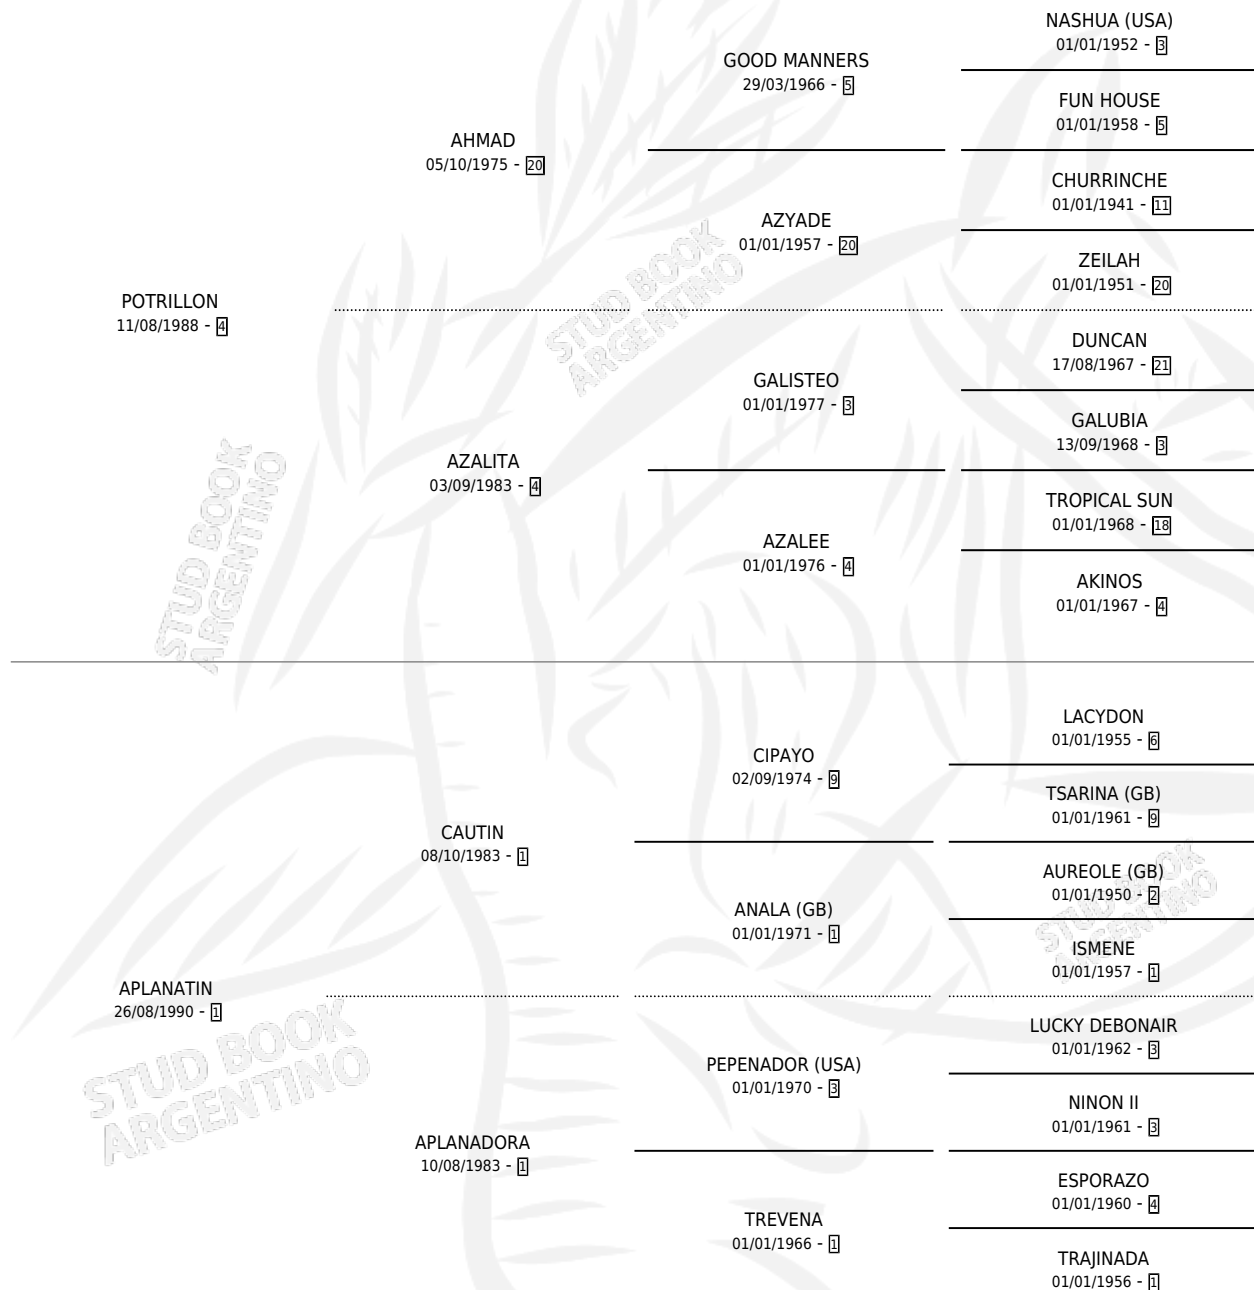 NASHUA (USA)
01/01/1952 - 3
GOOD MANNERS
29/03/1966 - 5
FUN HOUSE
01/01/1958 - 5
AHMAD
05/10/1975 - 20
CHURRINCHE
01/01/1941 - 11
AZYADE
01/01/1957 - 20
ZEILAH
01/01/1951 - 20
POTRILLON
11/08/1988 - 4
DUNCAN
17/08/1967 - 21
GALISTEO
01/01/1977 - 3
GALUBIA
13/09/1968 - 3
AZALITA
03/09/1983 - 4
TROPICAL SUN
01/01/1968 - 18
AZALEE
01/01/1976 - 4
AKINOS
01/01/1967 - 4
LACYDON
01/01/1955 - 6
CIPAYO
02/09/1974 - 9
TSARINA (GB)
01/01/1961 - 9
CAUTIN
08/10/1983 - 1
AUREOLE (GB)
01/01/1950 - 2
ANALA (GB)
01/01/1971 - 1
ISMENE
01/01/1957 - 1
APLANATIN
26/08/1990 - 1
LUCKY DEBONAIR
01/01/1962 - 3
PEPENADOR (USA)
01/01/1970 - 3
NINON II
01/01/1961 - 3
APLANADORA
10/08/1983 - 1
ESPORAZO
01/01/1960 - 4
TREVENA
01/01/1966 - 1
TRAJINADA
01/01/1956 - 1
STUD BOOK
ARGENTINO
STUD BOOK
ARGENTINO
STUD BOOK
ARGENTINO
STUD BOOK
ARGENTINO